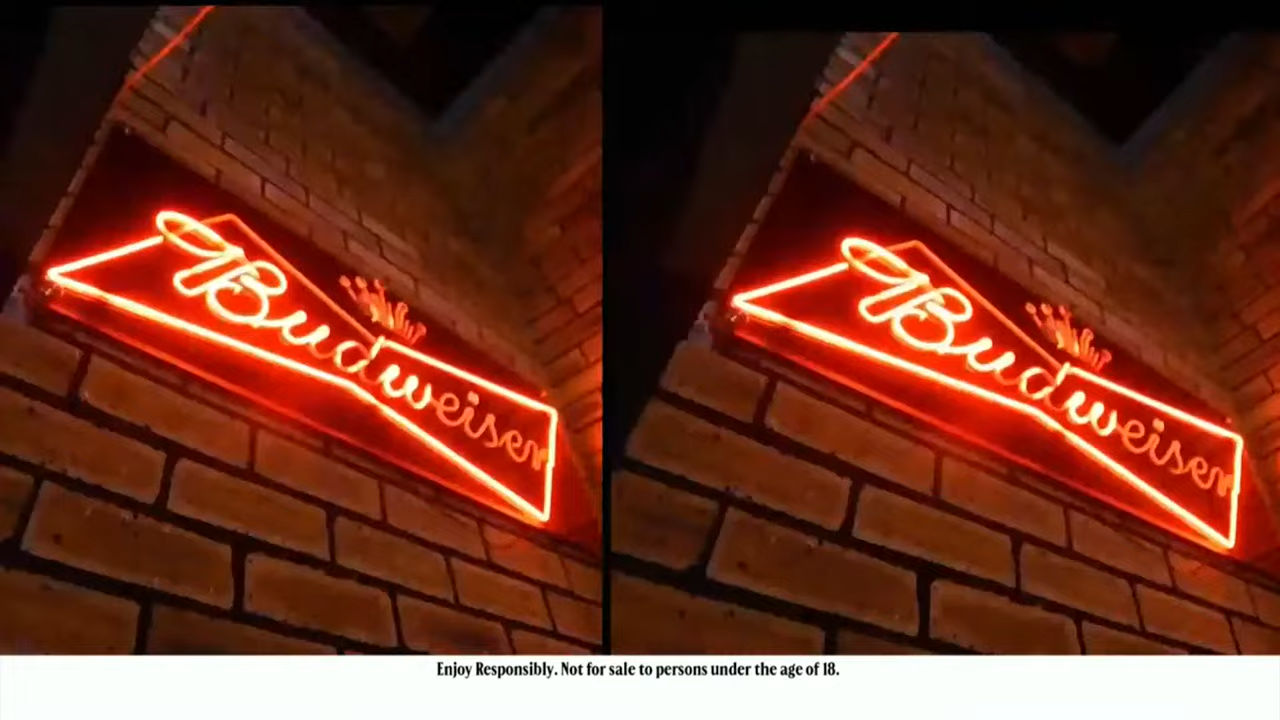 Budweiser
Budweiser
Enjoy Responsibly. Not for sale to persons under the age of 18.